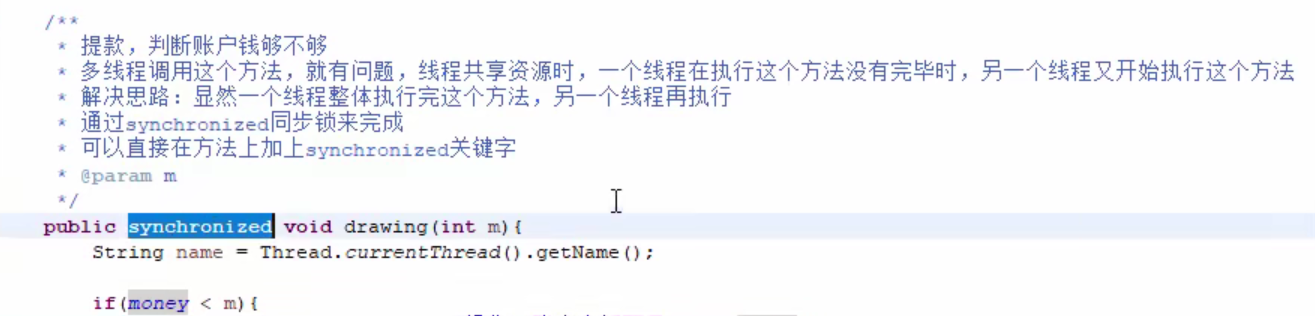 /**
* 提款，判断账户钱够不够
* 多线程调用这个方法，就有问题，线程共享资源时，一个线程在执行这个方法没有完毕时，另一个线程又开始执行这个方法
* 解决思路：显然一个线程整体执行完这个方法，另一个线程再执行
* 通过synchronized同步锁来完成
* 可以直接在方法上加上synchronized关键字
* @param m
*/
public synchronized void drawing(int m){
String name = Thread.currentThread().getName();
if(money < m){